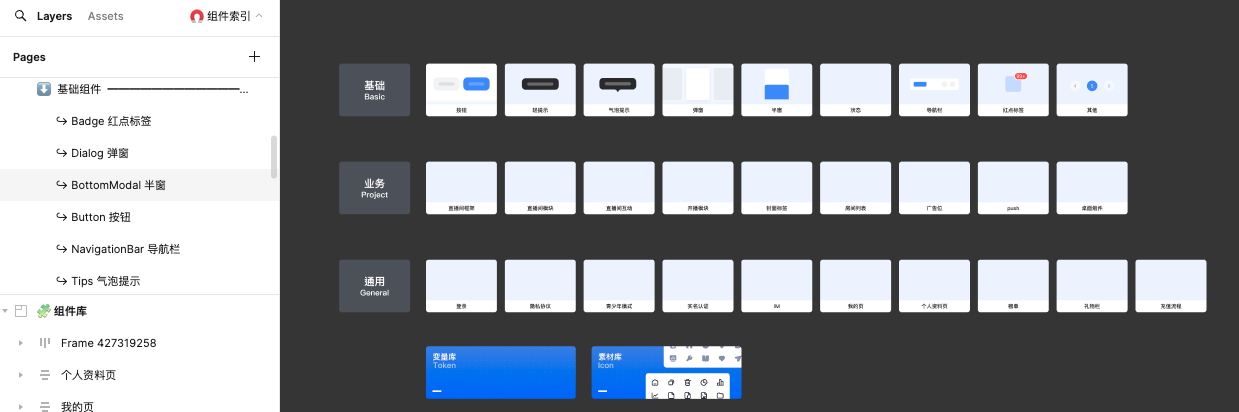 Layers
Assets
组件索引
Pages
基础组件 ————————————...
Badge 红点标签
Dialog 弹窗
BottomModal 半窗
Button 按钮
NavigationBar 导航栏
Tips 气泡提示
组件库
Frame 427319258
个人资料页
我的页
基础
Basic
按钮
轻提示
气泡提示
弹窗
半窗
状态
导航栏
99+
红点标签
其他
业务
Project
直播间框架
直播间模块
直播间互动
开播模块
封面标签
房间列表
广告位
push
桌面组件
通用
General
登录
隐私协议
青少年模式
实名认证
IM
我的页
个人资料页
榜单
礼物栏
充值流程
变量库
Token
素材库
Icon